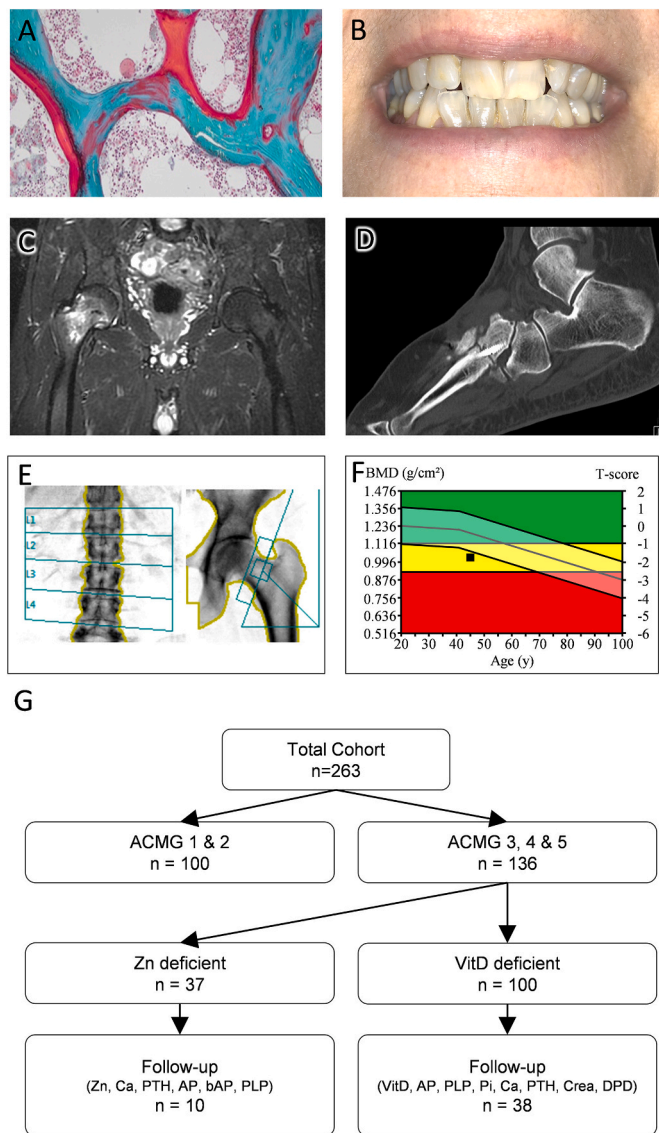 A
B
C
D
E
L1
L2
L3
L4
F
BMD (g/cm²)
T-score
1.476
1.356
1.236
1.116
0.996
0.876
0.756
0.636
0.516
2
1
0
-1
-2
-3
-4
-5
-6
20
30
40
50
60
70
80
90
100
Age (y)
G
Total Cohort
n=263
ACMG 1 & 2
n = 100
ACMG 3, 4 & 5
n = 136
Zn deficient
n = 37
VitD deficient
n = 100
Follow-up
(Zn, Ca, PTH, AP, bAP, PLP)
n = 10
Follow-up
(VitD, AP, PLP, Pi, Ca, PTH, Crea, DPD)
n = 38